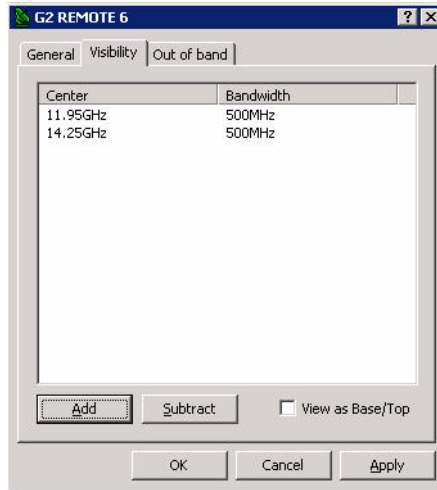 G2 REMOTE 6
General Visibility Out of band
Center Bandwidth
11.95GHz 500MHz
14.25GHz 500MHz
Add Subtract View as Base/Top
OK Cancel Apply